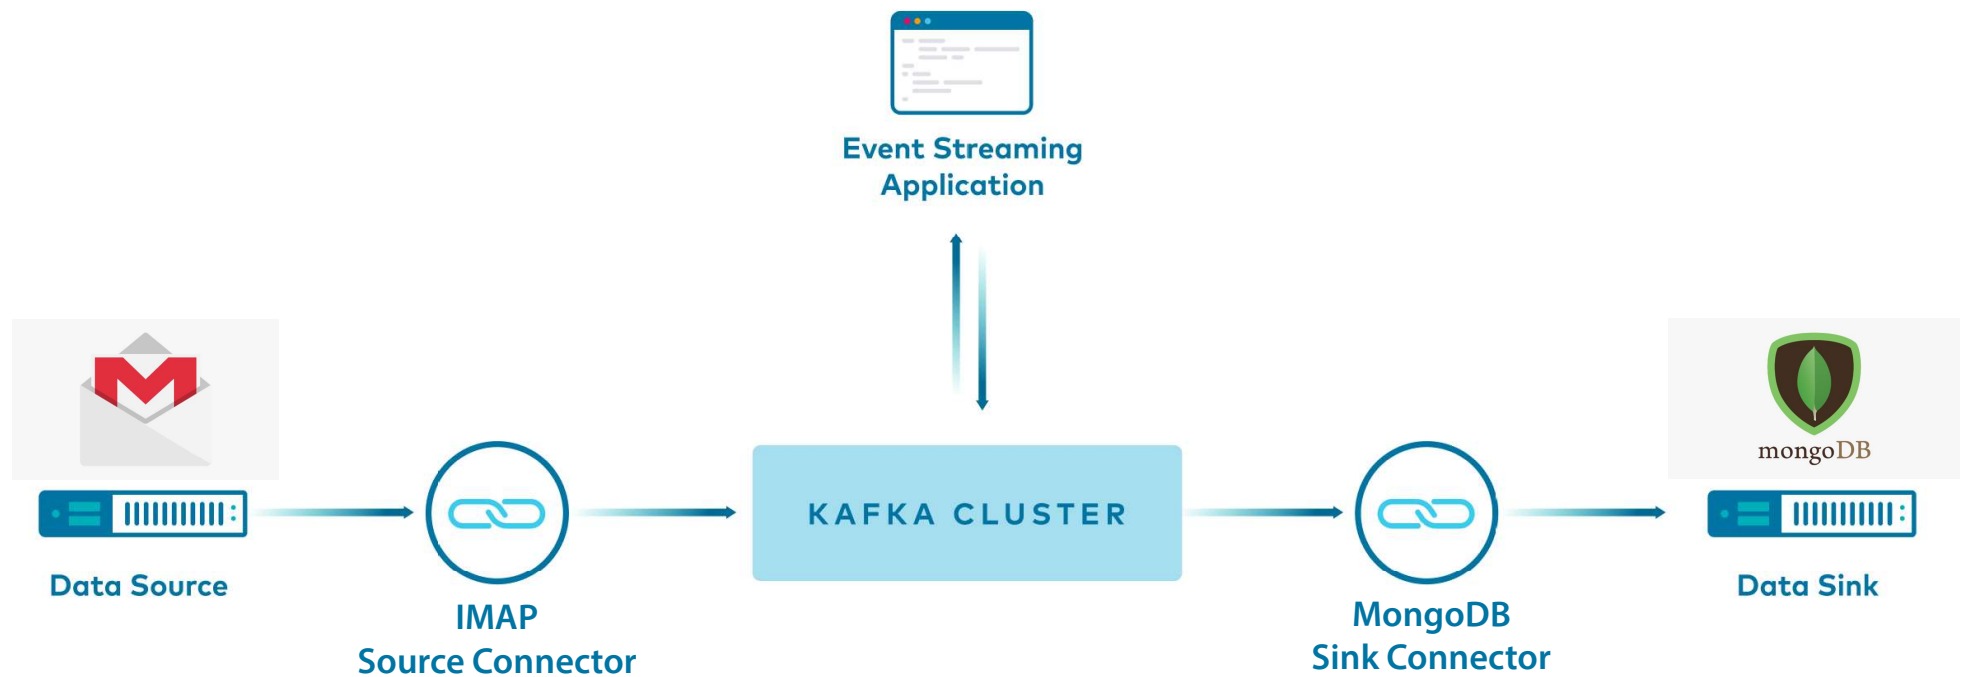 Event Streaming
Application
mongoDB
KAFKA CLUSTER
Data Source
IMAP
Source Connector
MongoDB
Sink Connector
Data Sink